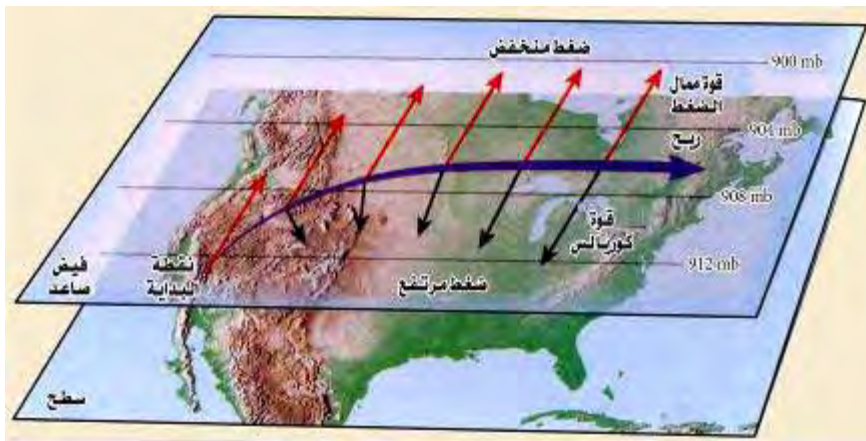 ضغط منخفض
900 mb
قوة ممال
الضغط
904 mb
ريح
908 mb
قوة
كوريالس
912 mb
ضغط مرتفع
نقطة
البداية
فيض
صاعد
سطح